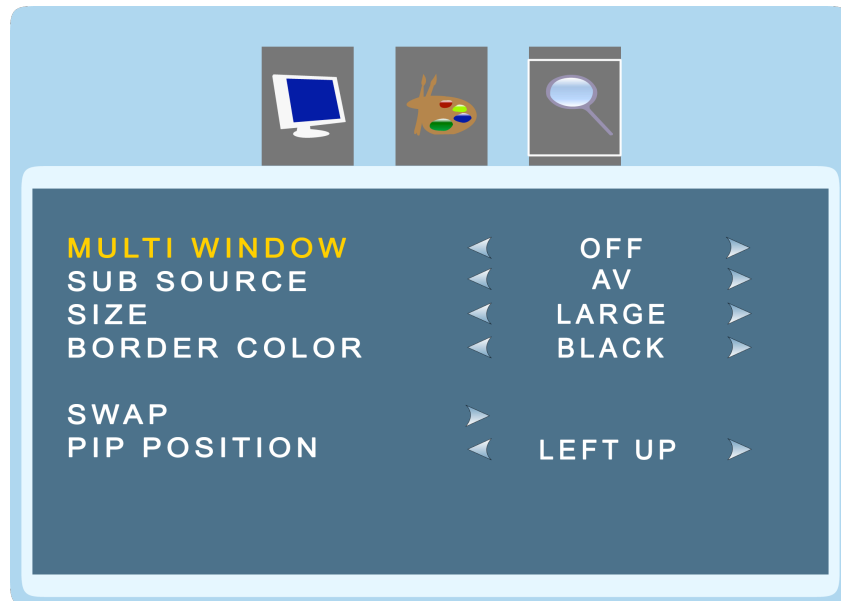 MULTI WINDOW OFF
SUB SOURCE AV
SIZE LARGE
BORDER COLOR BLACK
SWAP
PIP POSITION LEFT UP